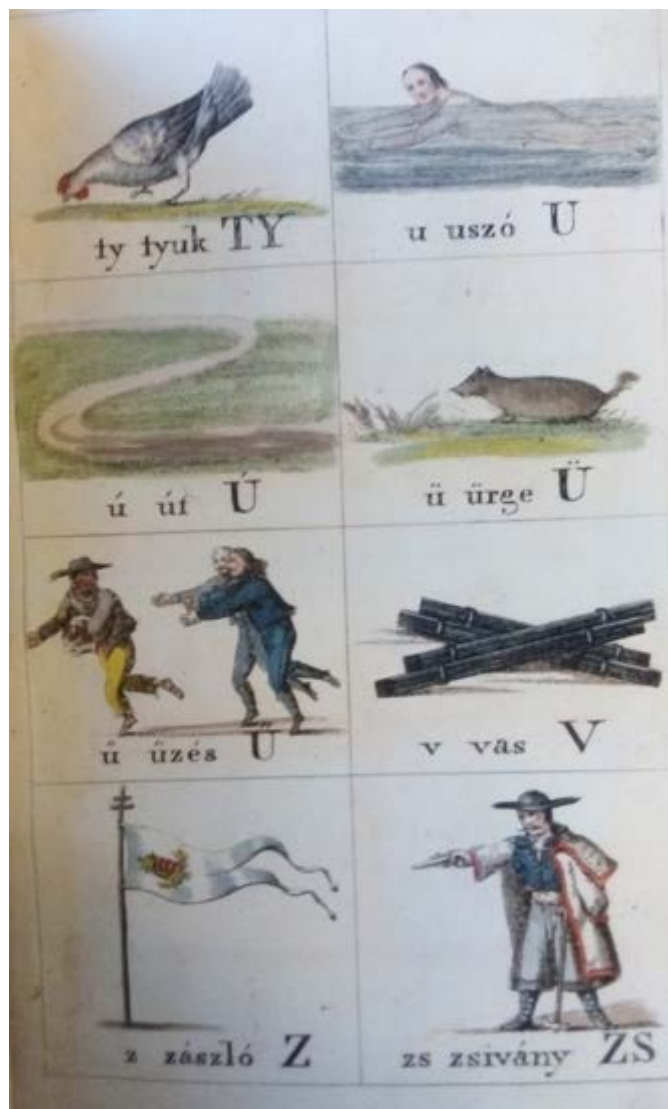 ty tyuk TY
u uszó U
ú út Ú
ü ürge Ü
ű űzés Ű
v vas V
z zászló Z
zs zsivány ZS